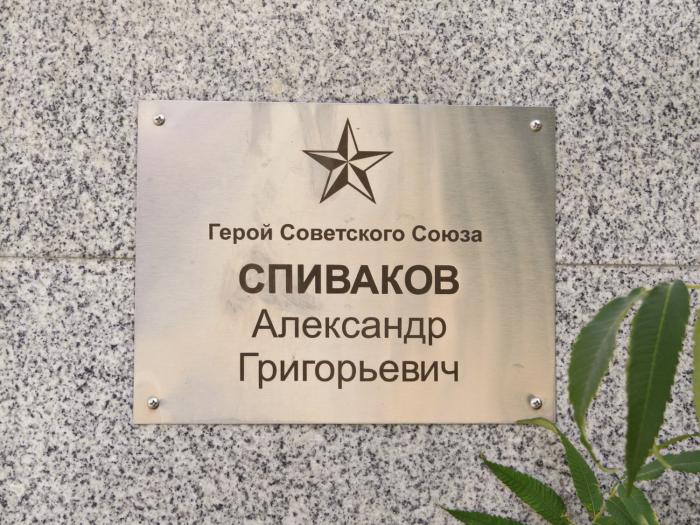 Герой Советского Союза
СПИВАКОВ
Александр
Григорьевич